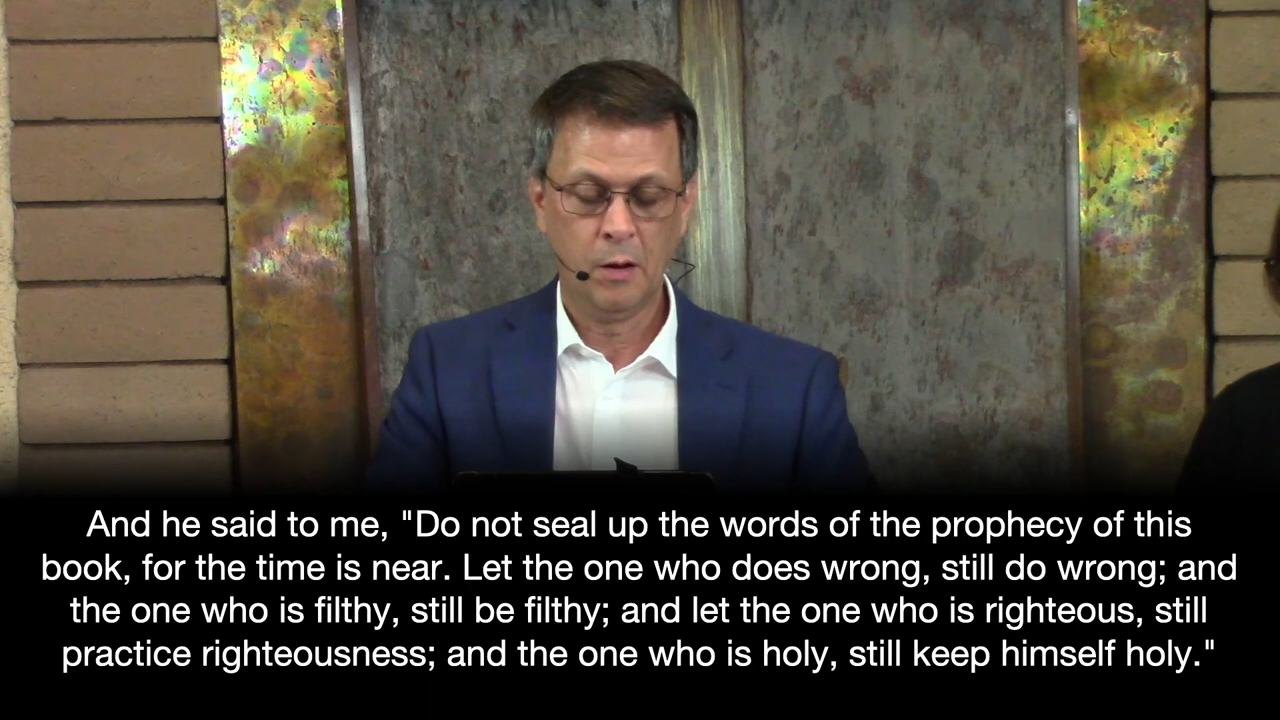 And he said to me, "Do not seal up the words of the prophecy of this
book, for the time is near. Let the one who does wrong, still do wrong; and
the one who is filthy, still be filthy; and let the one who is righteous, still
practice righteousness; and the one who is holy, still keep himself holy."